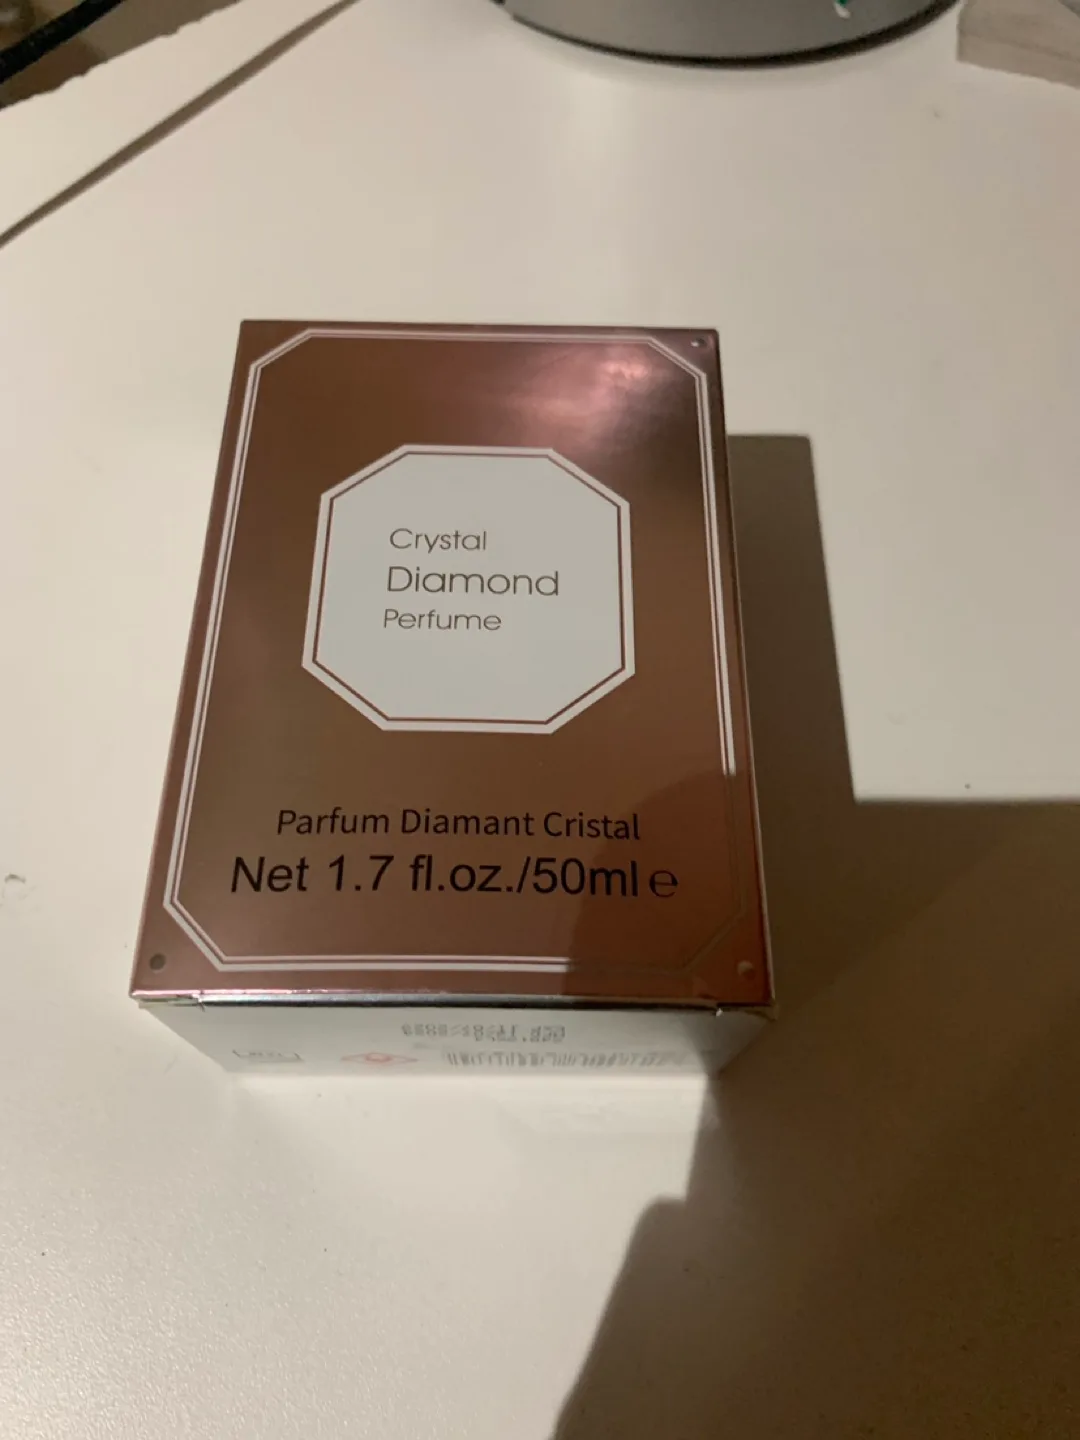 Crystal
Diamond
Perfume
Parfum Diamant Cristal
Net 1.7 fl.oz./50ml e